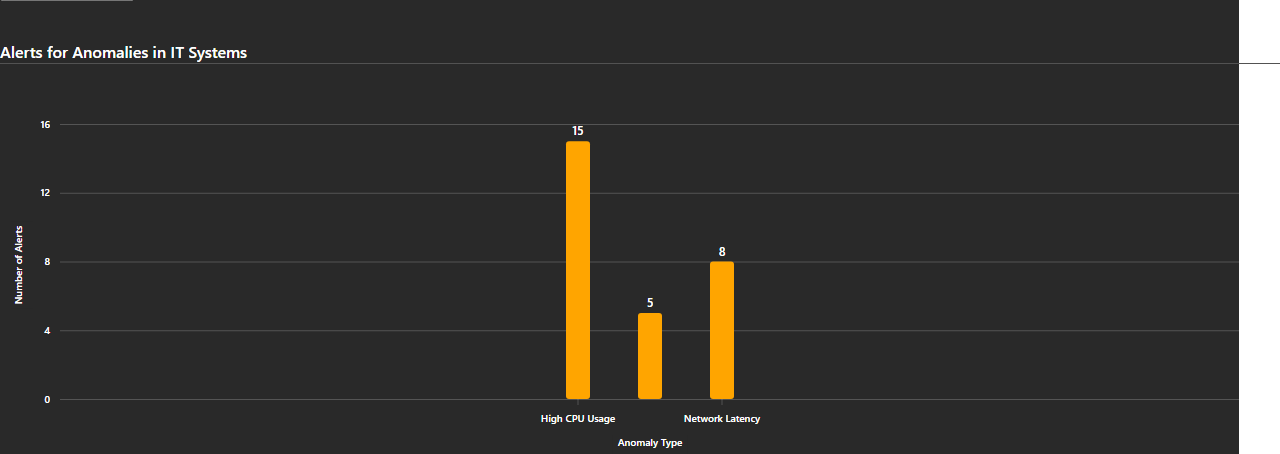 Alerts for Anomalies in IT Systems
16
12
8
4
0
Number of Alerts
15
5
8
High CPU Usage
Network Latency
Anomaly Type